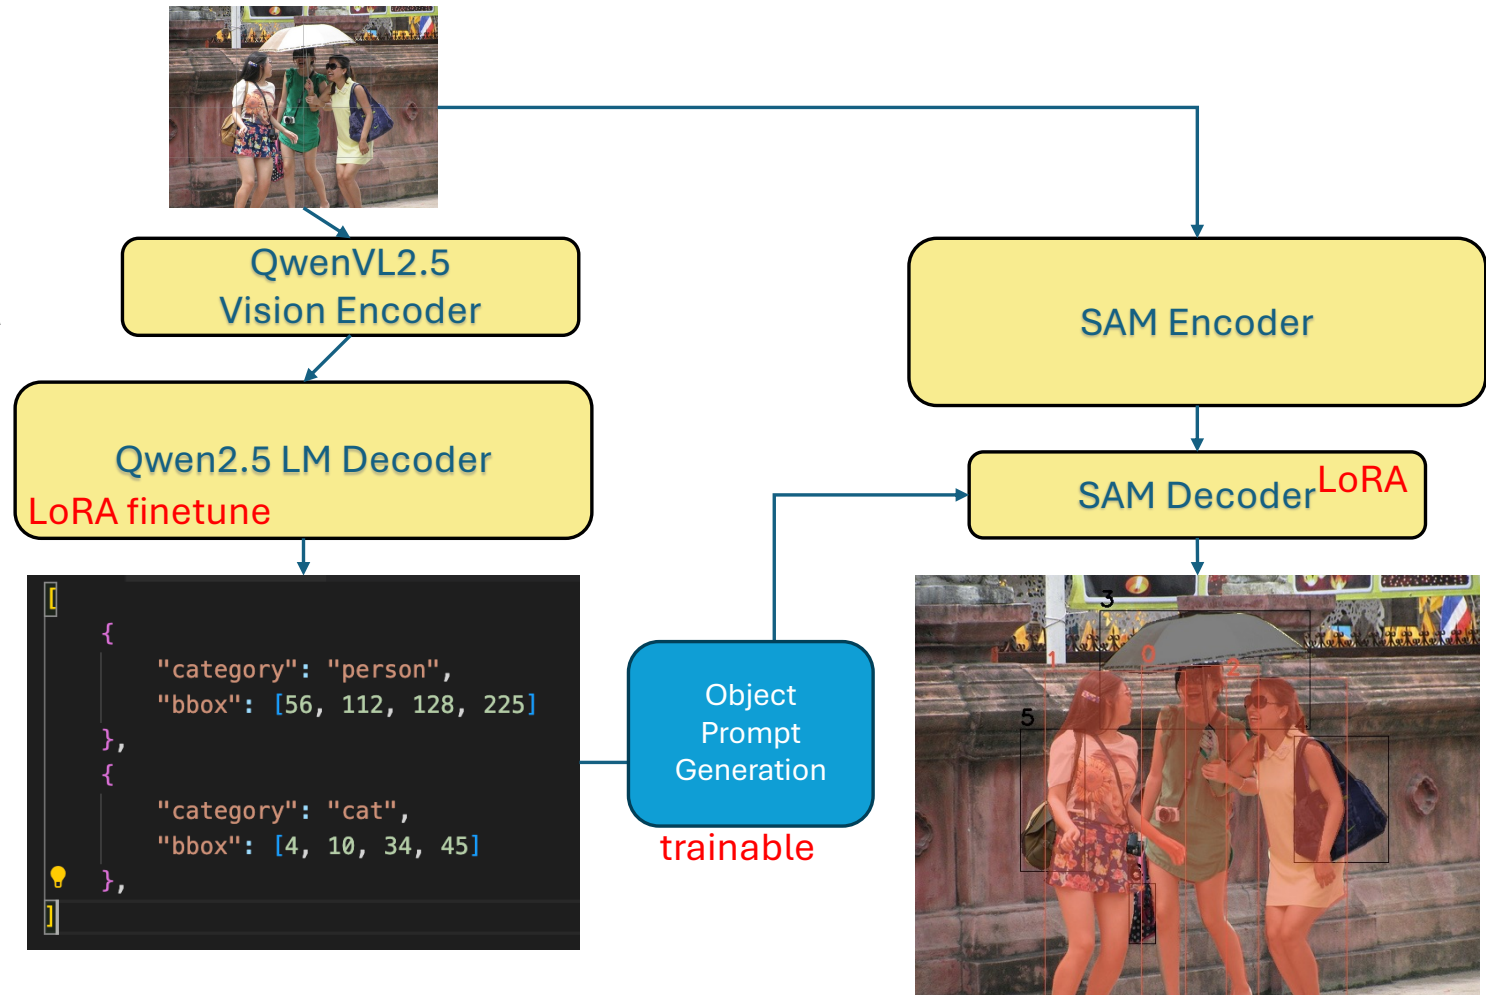 QwenVL2.5
Vision Encoder
Qwen2.5 LM Decoder
LoRA finetune
[
{
"category": "person",
"bbox": [56, 112, 128, 225]
},
{
"category": "cat",
"bbox": [4, 10, 34, 45]
},
]
Object
Prompt
Generation
trainable
SAM Encoder
SAM Decoder
LoRA
3
1
0
2
5